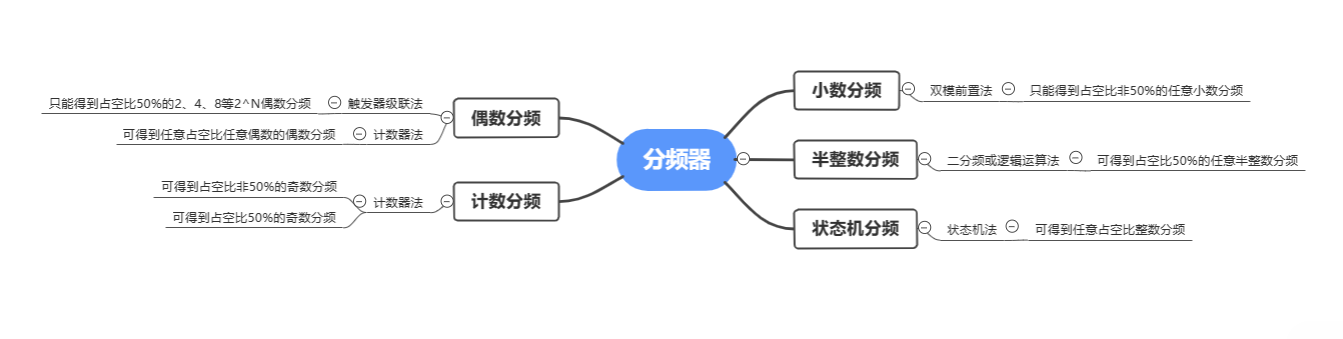 分频器
偶数分频
触发器级联法
只能得到占空比50%的2、4、8等2^N偶数分频
计数器法
可得到任意占空比任意偶数的偶数分频
计数分频
计数器法
可得到占空比非50%的奇数分频
可得到占空比50%的奇数分频
小数分频
双模前置法
只能得到占空比非50%的任意小数分频
半整数分频
二分频或逻辑运算法
可得到占空比50%的任意半整数分频
状态机分频
状态机法
可得到任意占空比整数分频